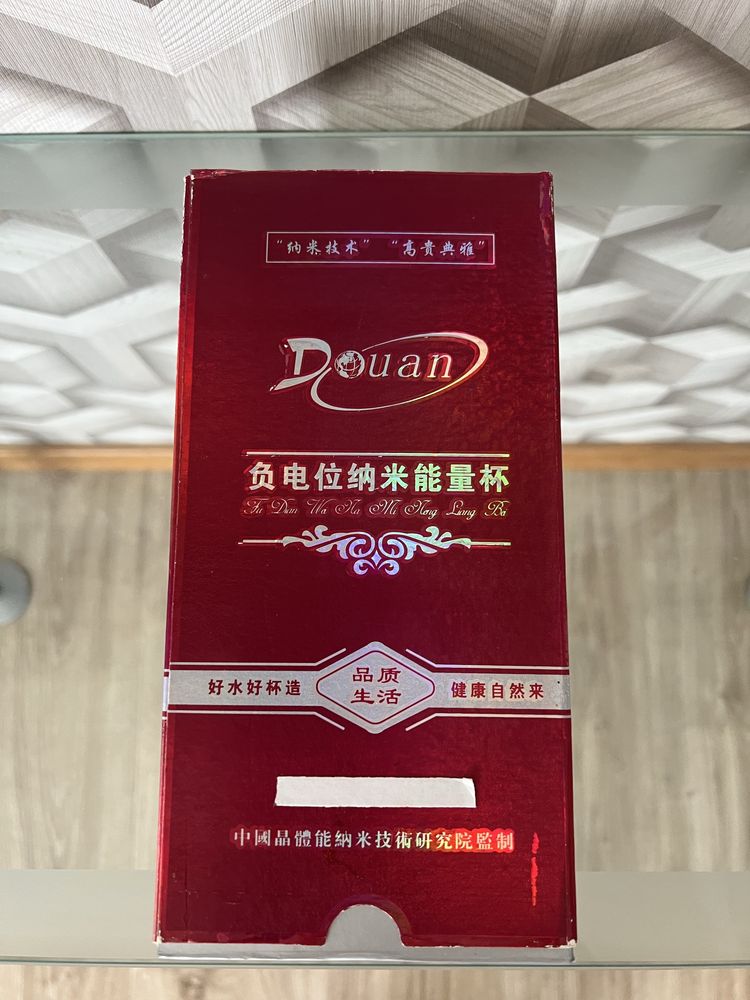 “纳米技术” “高贵典雅”
Douan
负电位纳米能量杯
Fu Dian Wa Na Mi Neng Liang Ba
品质
好水好杯造 生活 健康自然来
中國晶體能納米技術研究院監制